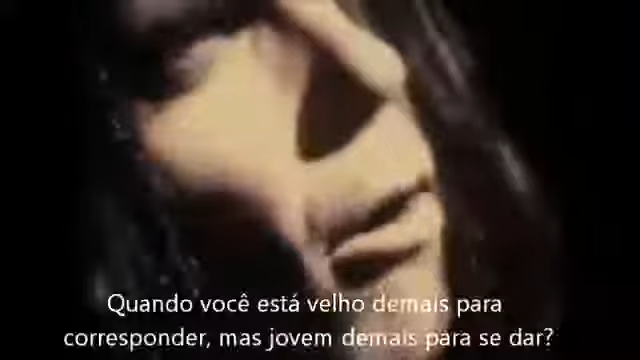 Quando você está velho demais para
corresponder, mas jovem demais para se dar?